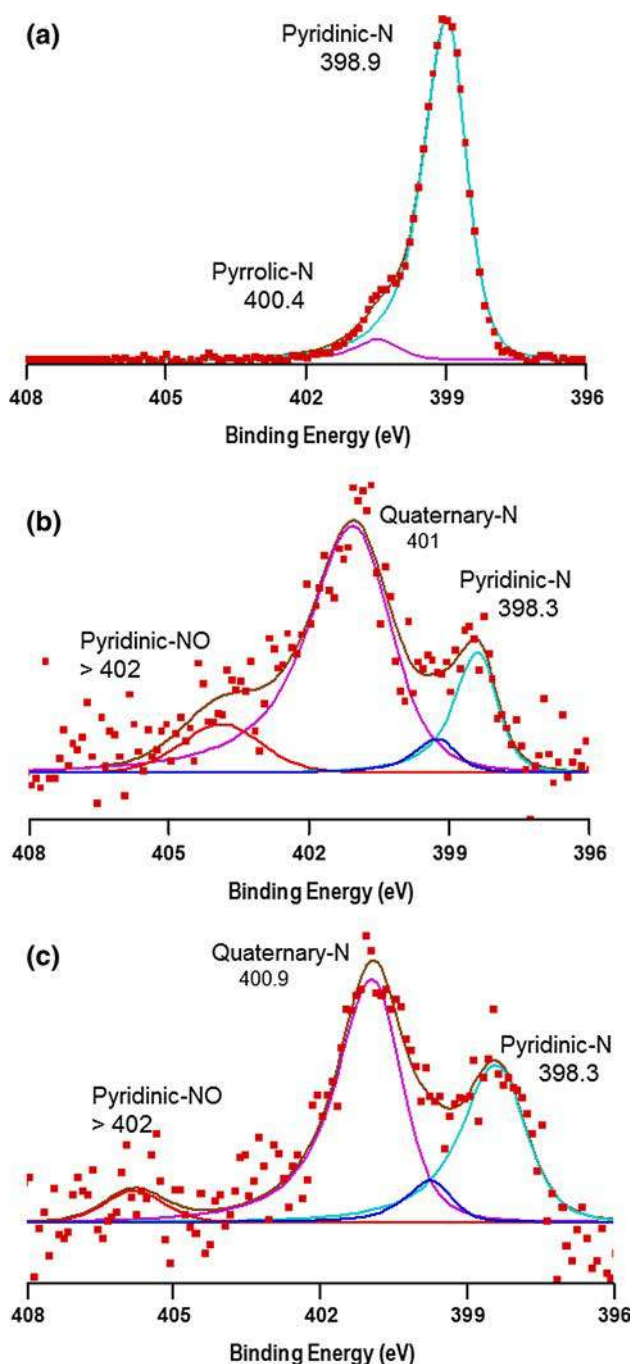 (a)
Pyridinic-N
398.9
Pyrrolic-N
400.4
408 405 402 399 396
Binding Energy (eV)
(b)
Quaternary-N
401
Pyridinic-N
398.3
Pyridinic-NO
> 402
408 405 402 399 396
Binding Energy (eV)
(c)
Quaternary-N
400.9
Pyridinic-N
398.3
Pyridinic-NO
> 402
408 405 402 399 396
Binding Energy (eV)